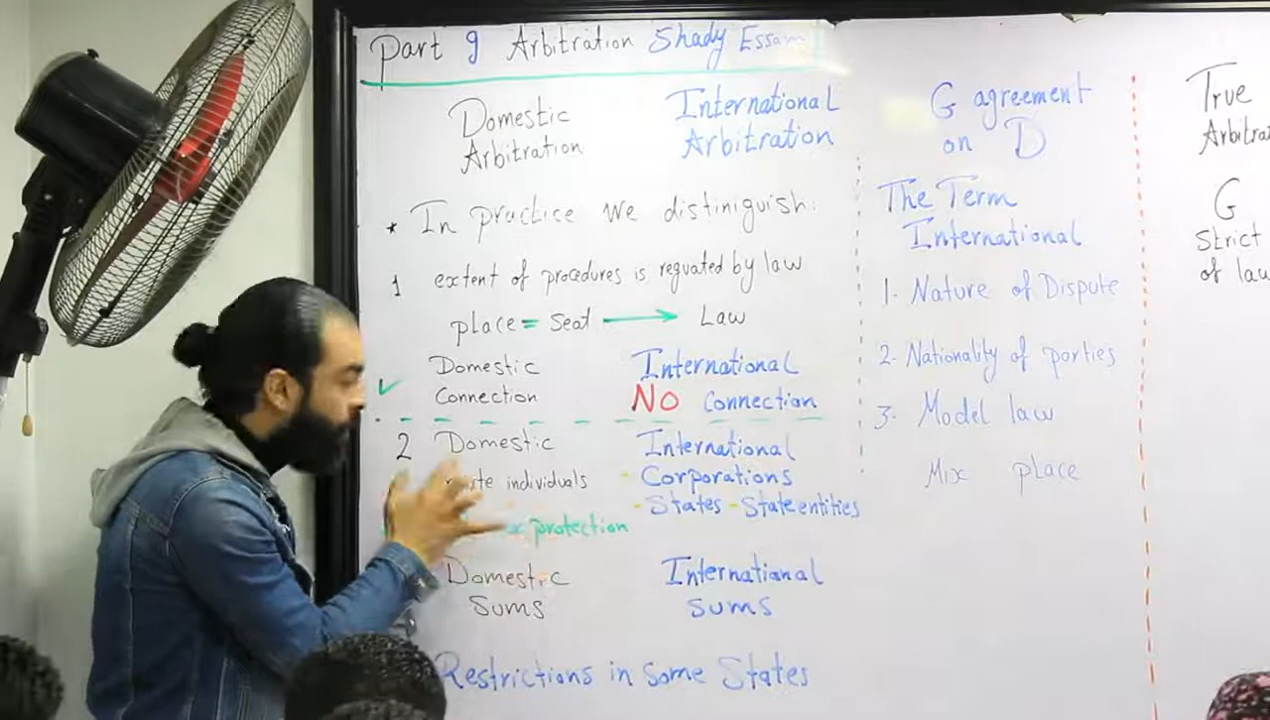 Part 9 Arbitration Shady Essam
Domestic
Arbitration
International
Arbitration
* In practice we distiniguish:
1 extent of procedures is reguated by law
place = Seat → Law
Domestic
Connection
International
NO Connection
2 Domestic
individuals
International
- Corporations
- States - State entities
protection
Domestic
Sums
International
Sums
Restrictions in Some States
G agreement
on D
The Term
International
1. Nature of Dispute
2. Nationality of parties
3. Model law
Mix place
True
G
Strict
of law